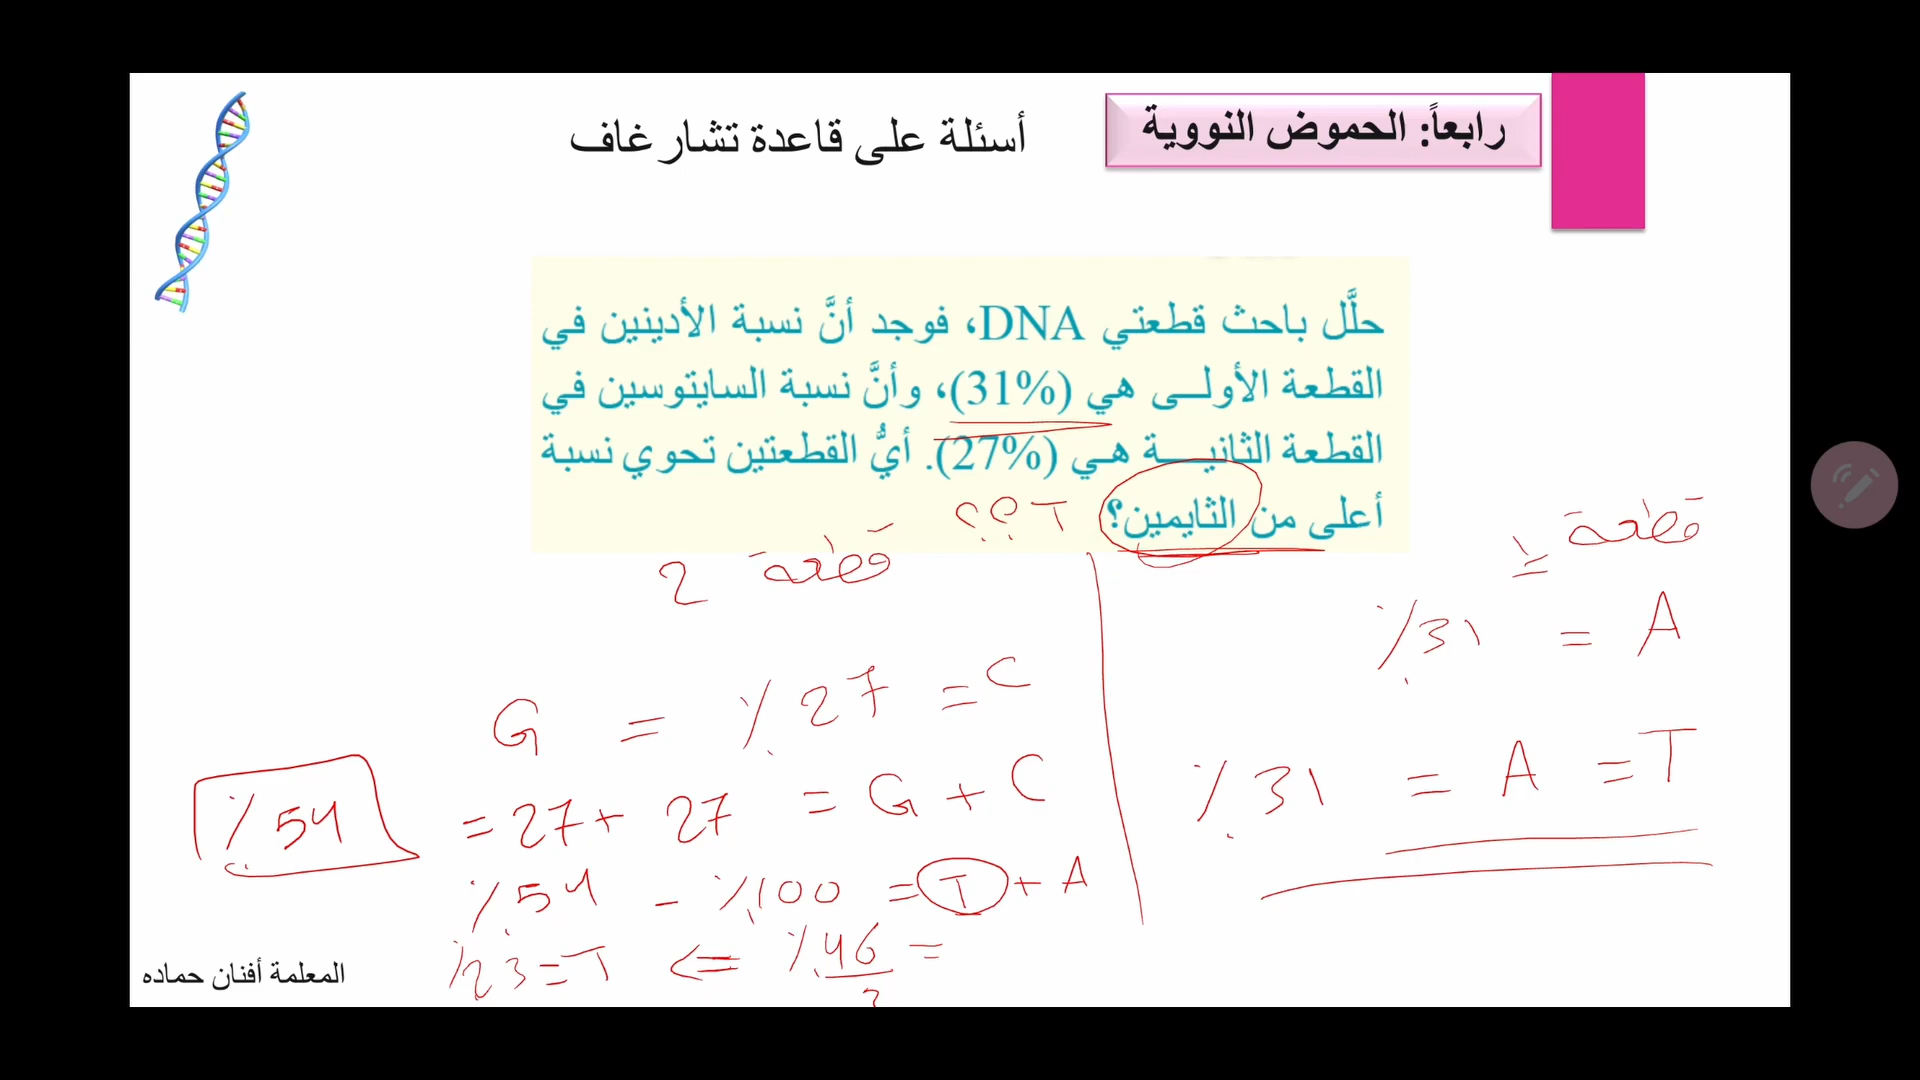 رابعاً: الحموض النووية
أسئلة على قاعدة تشارغاف
حلَّل باحث قطعتي DNA، فوجد أنَّ نسبة الأدينين في
القطعة الأولى هي (31%)، وأنَّ نسبة السايتوسين في
القطعة الثانية هي (27%). أيُّ القطعتين تحوي نسبة
أعلى من الثايمين؟
T ؟؟
قطعة 1
A = 31٪
T = A = 31٪
قطعة 2
C = 27٪ = G
C + G = 27 + 27 =
54٪
A + T = 100٪ - 54٪
= 46٪/2 ⇐ T = 23٪
المعلمة أفنان حماده